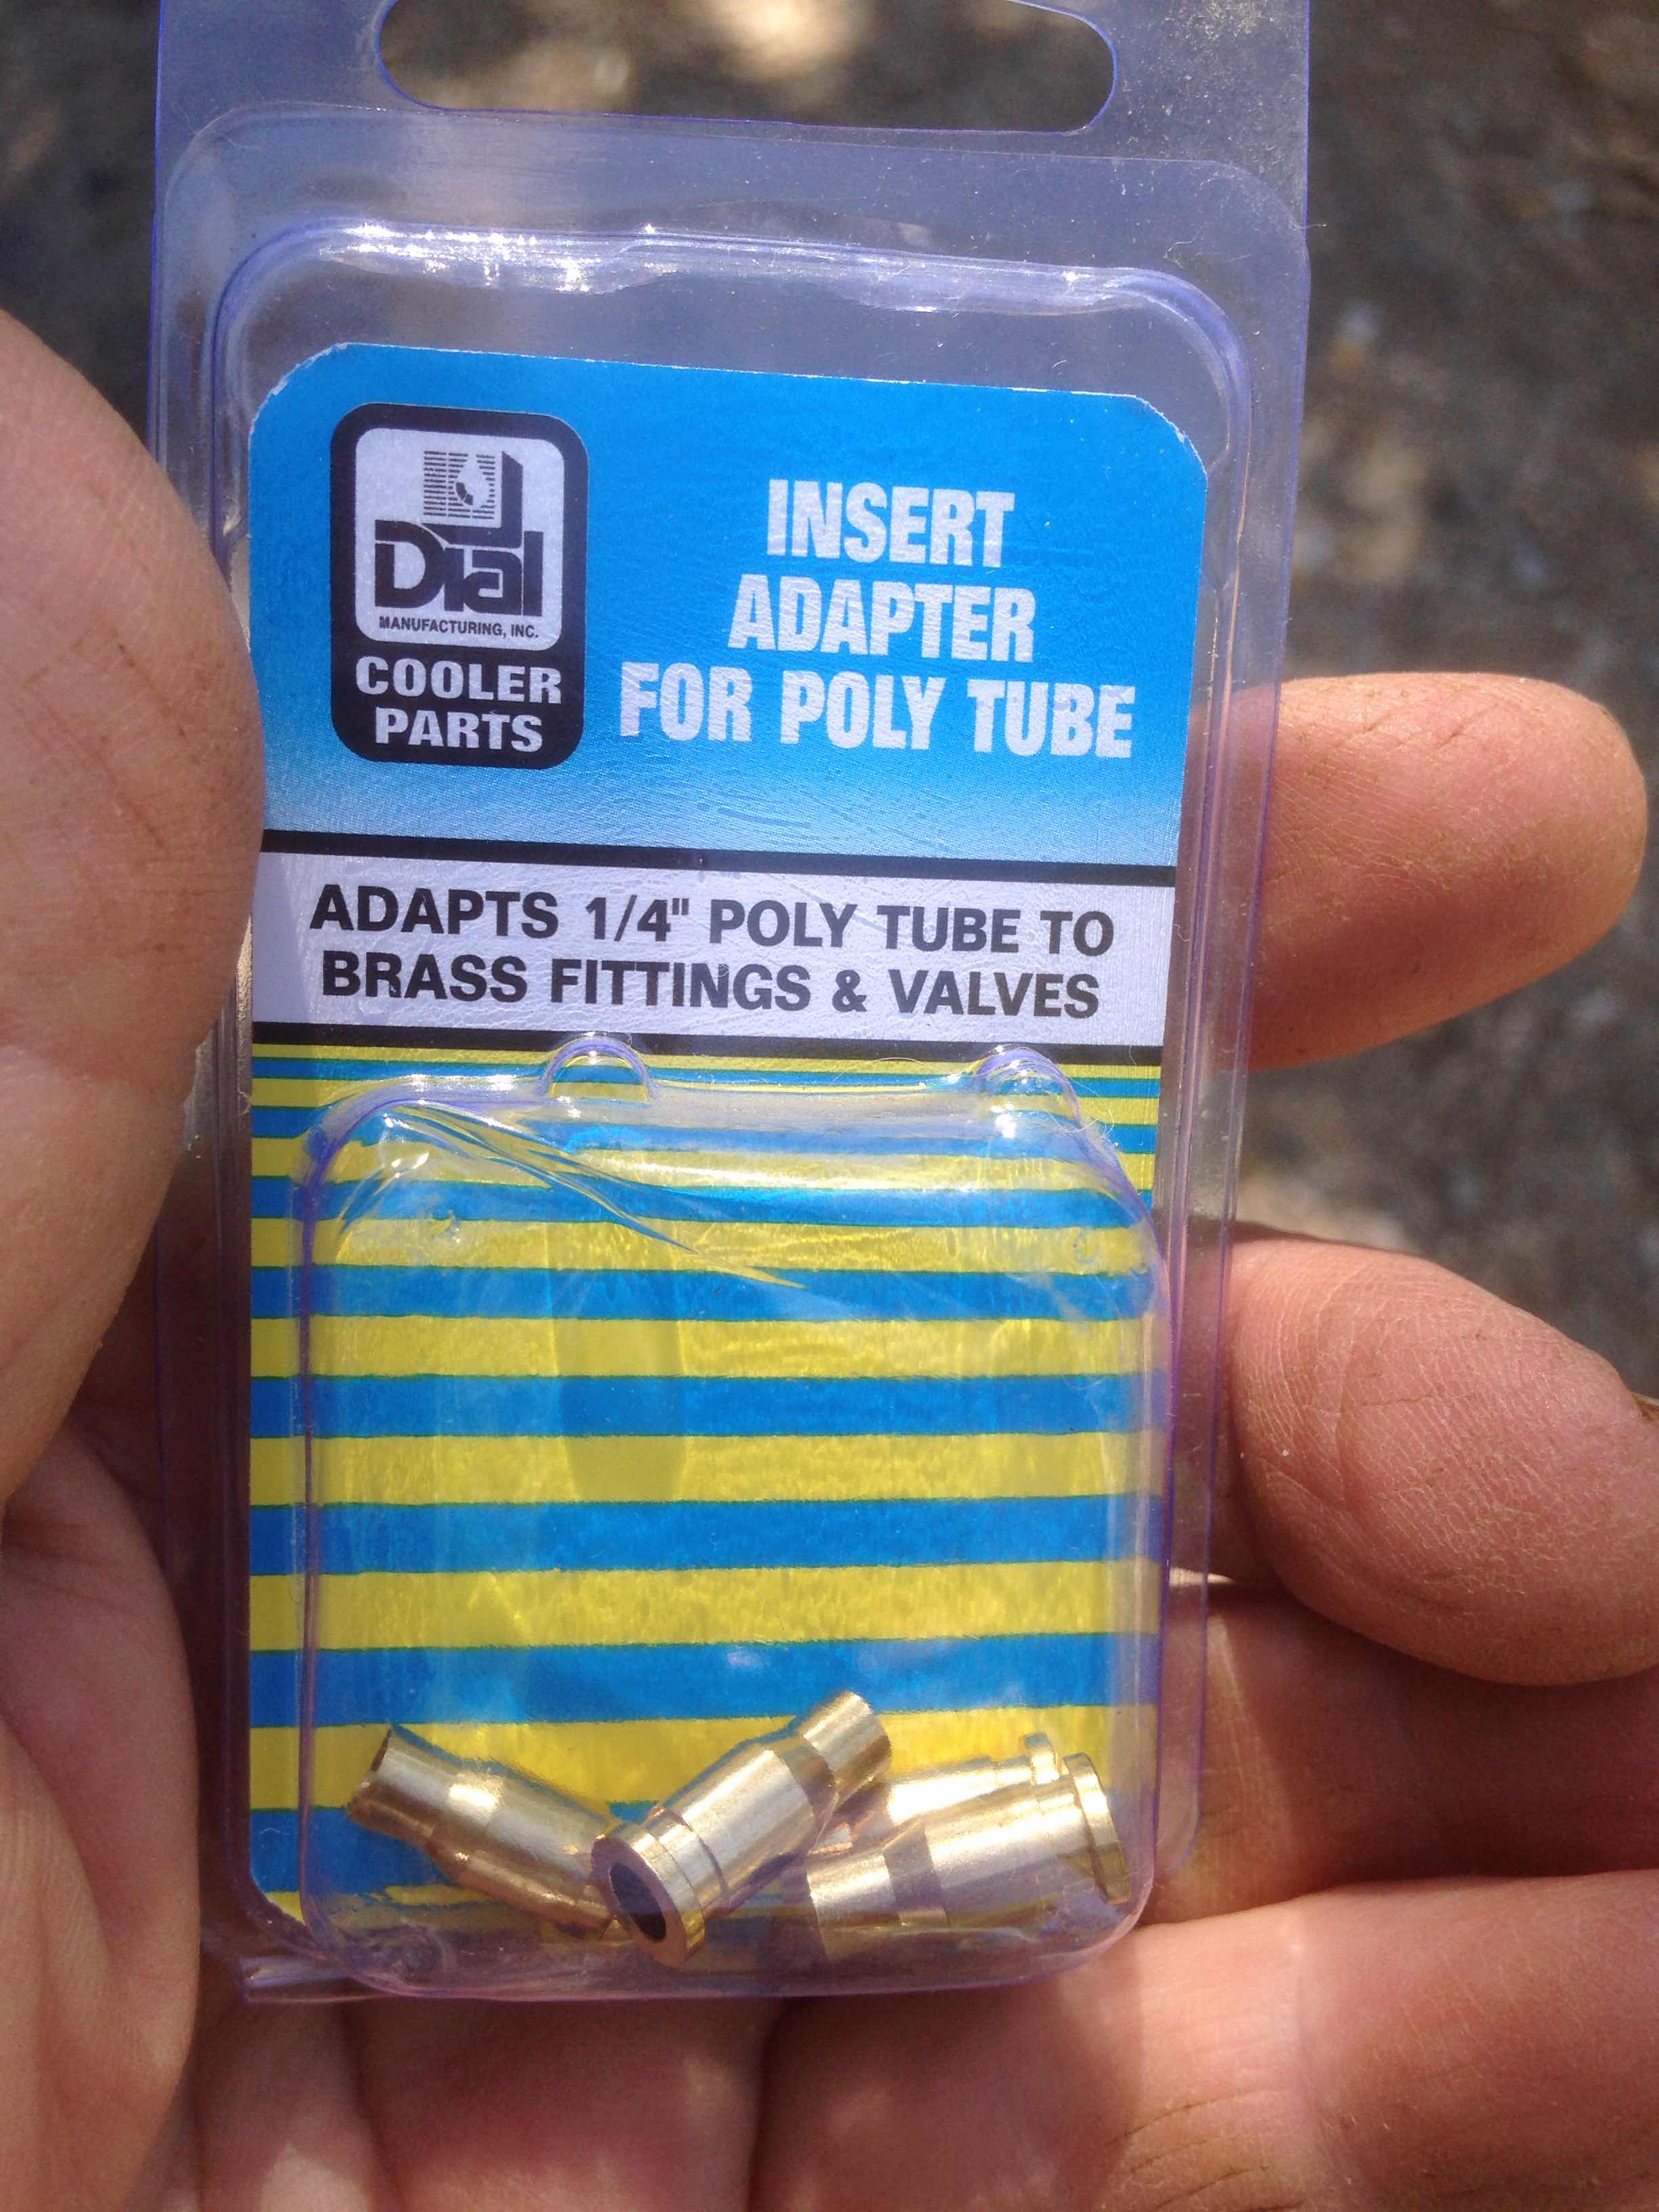 Dial
MANUFACTURING, INC.
COOLER
PARTS
INSERT
ADAPTER
FOR POLY TUBE
ADAPTS 1/4" POLY TUBE TO
BRASS FITTINGS & VALVES